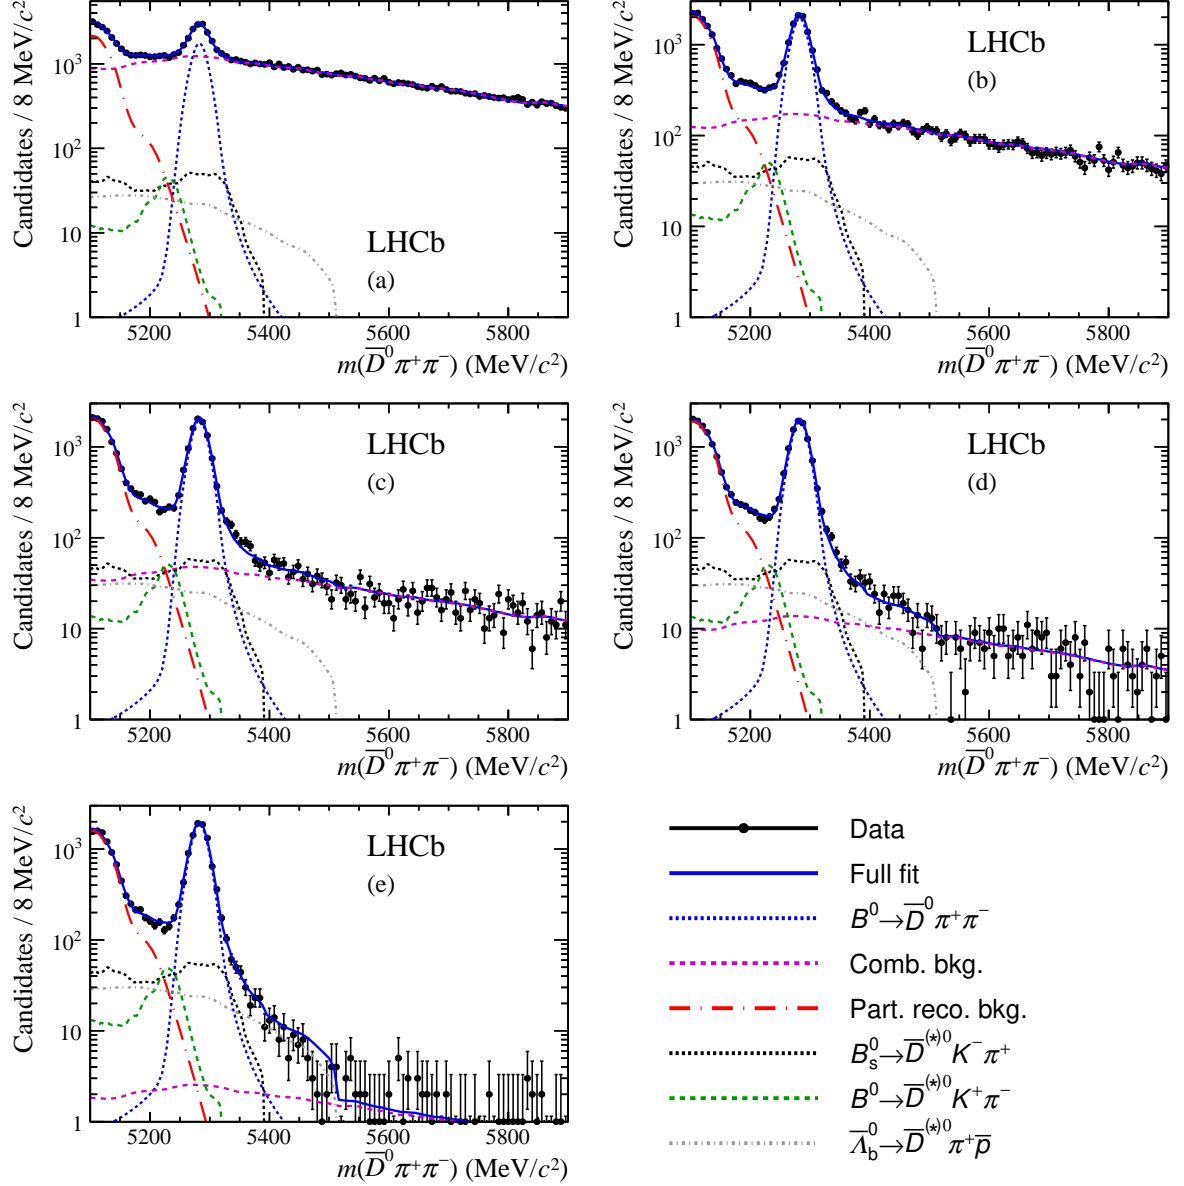 Candidates / 8 MeV/c²
10³
10²
10
1
LHCb
(a)
5200 5400 5600 5800
m(D̅⁰π⁺π⁻) (MeV/c²)
Candidates / 8 MeV/c²
10³
10²
10
1
LHCb
(b)
5200 5400 5600 5800
m(D̅⁰π⁺π⁻) (MeV/c²)
Candidates / 8 MeV/c²
10³
10²
10
1
LHCb
(c)
5200 5400 5600 5800
m(D̅⁰π⁺π⁻) (MeV/c²)
Candidates / 8 MeV/c²
10³
10²
10
1
LHCb
(d)
5200 5400 5600 5800
m(D̅⁰π⁺π⁻) (MeV/c²)
Candidates / 8 MeV/c²
10³
10²
10
1
LHCb
(e)
5200 5400 5600 5800
m(D̅⁰π⁺π⁻) (MeV/c²)
Data
Full fit
B⁰→D̅⁰π⁺π⁻
Comb. bkg.
Part. reco. bkg.
B⁰ₛ→D̅⁽*⁾⁰K⁻π⁺
B⁰→D̅⁽*⁾⁰K⁺π⁻
Λ̅⁰_b→D̅⁽*⁾⁰π⁺p̅